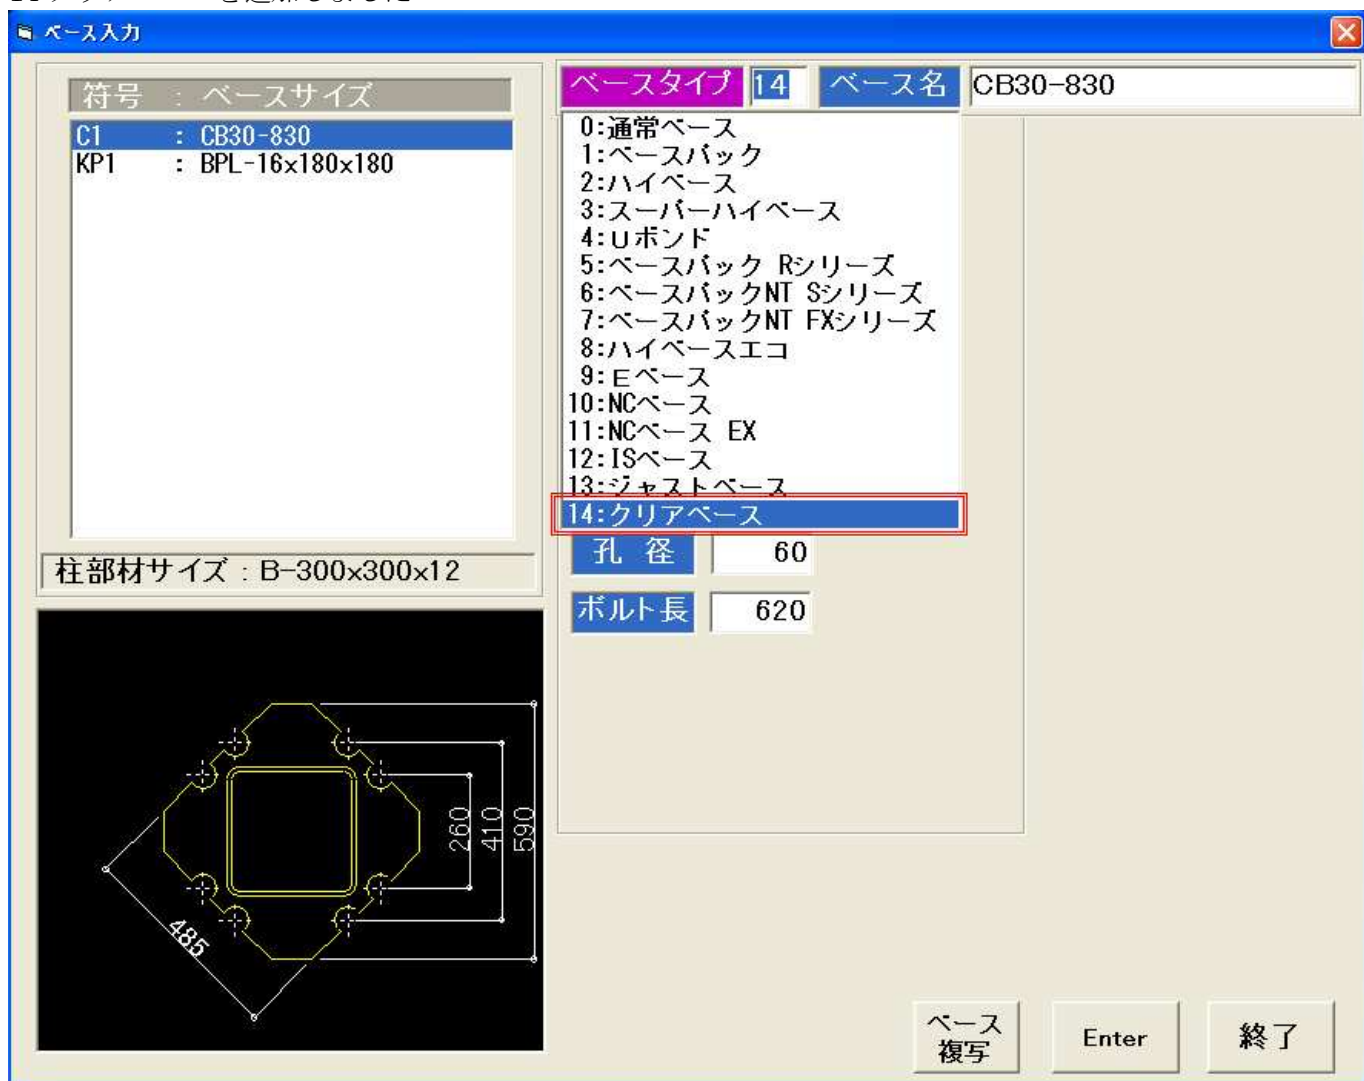 ベース入力
符号 : ベースサイズ
C1 : CB30-830
KP1 : BPL-16x180x180
柱部材サイズ : B-300x300x12
260
410
590
485
ベースタイプ 14 ベース名 CB30-830
0:通常ベース
1:ベースパック
2:ハイベース
3:スーパーハイベース
4:Uボンド
5:ベースパック Rシリーズ
6:ベースパックNT Sシリーズ
7:ベースパックNT FXシリーズ
8:ハイベースエコ
9:Eベース
10:NCベース
11:NCベース EX
12:ISベース
13:ジャストベース
14:クリアベース
孔 径 60
ボルト長 620
ベース
複写
Enter
終了